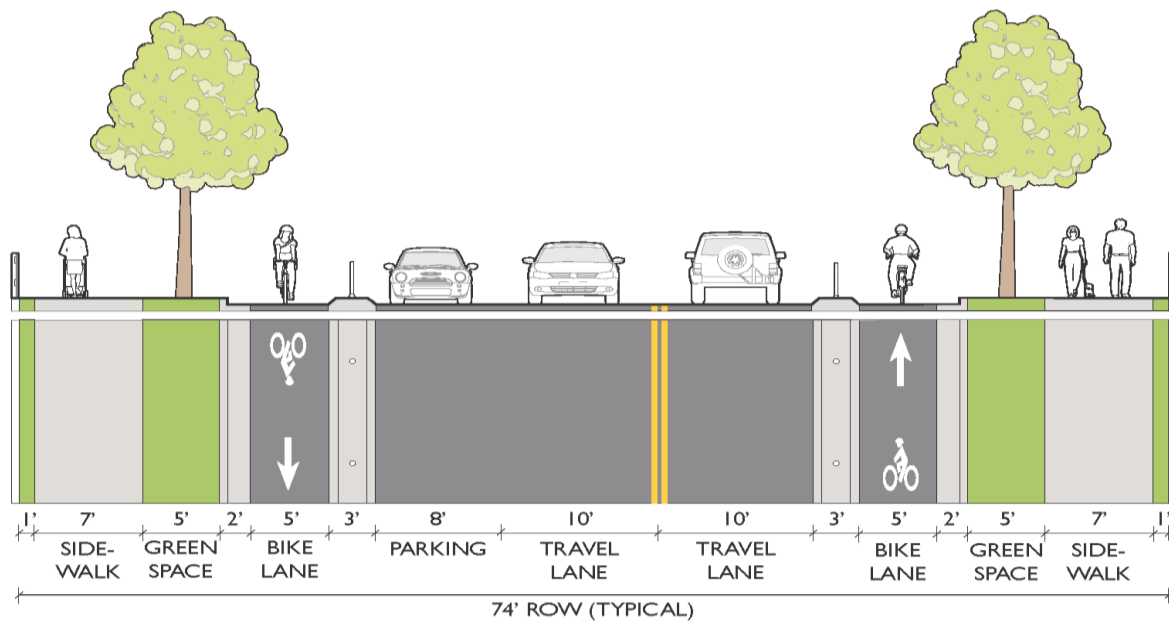 1' 7' 5' 2' 5' 3' 8' 10' 10' 3' 5' 2' 5' 7' 1'
SIDE-WALK
GREEN SPACE
BIKE LANE
PARKING
TRAVEL LANE
TRAVEL LANE
BIKE LANE
GREEN SPACE
SIDE-WALK
74' ROW (TYPICAL)